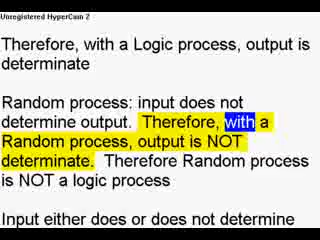 Unregistered HyperCam 2
Therefore, with a Logic process, output is
determinate
Random process: input does not
determine output.  Therefore, with a
Random process, output is NOT
determinate.  Therefore Random process
is NOT a logic process
Input either does or does not determine